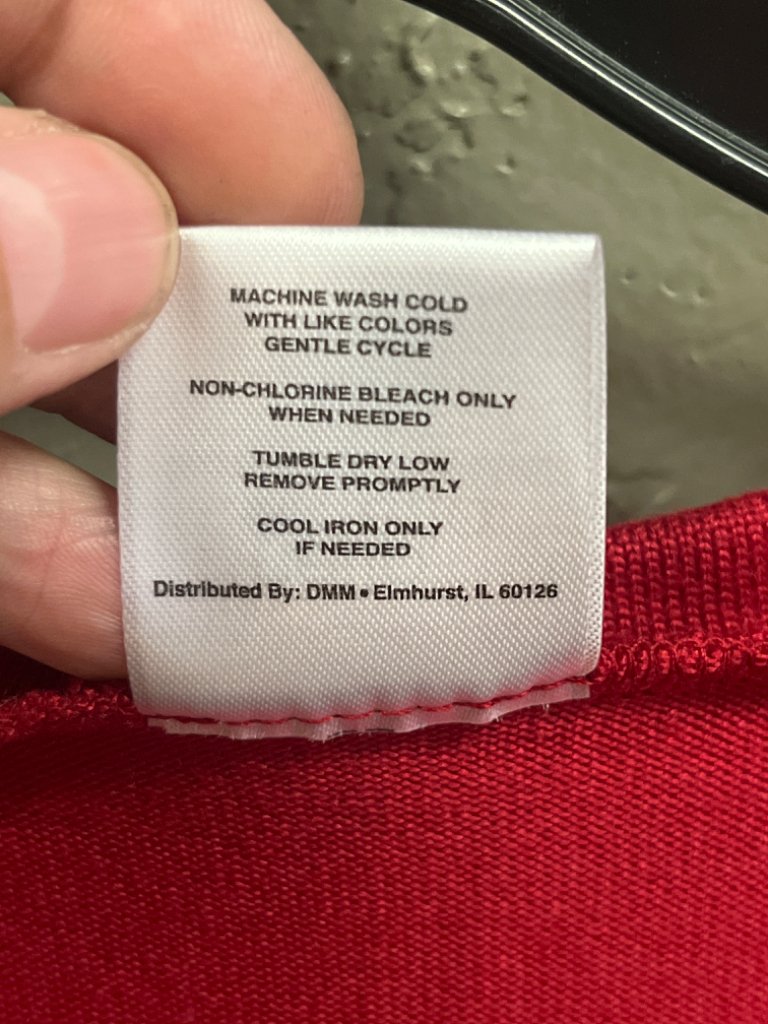 MACHINE WASH COLD
WITH LIKE COLORS
GENTLE CYCLE
NON-CHLORINE BLEACH ONLY
WHEN NEEDED
TUMBLE DRY LOW
REMOVE PROMPTLY
COOL IRON ONLY
IF NEEDED
Distributed By: DMM • Elmhurst, IL 60126